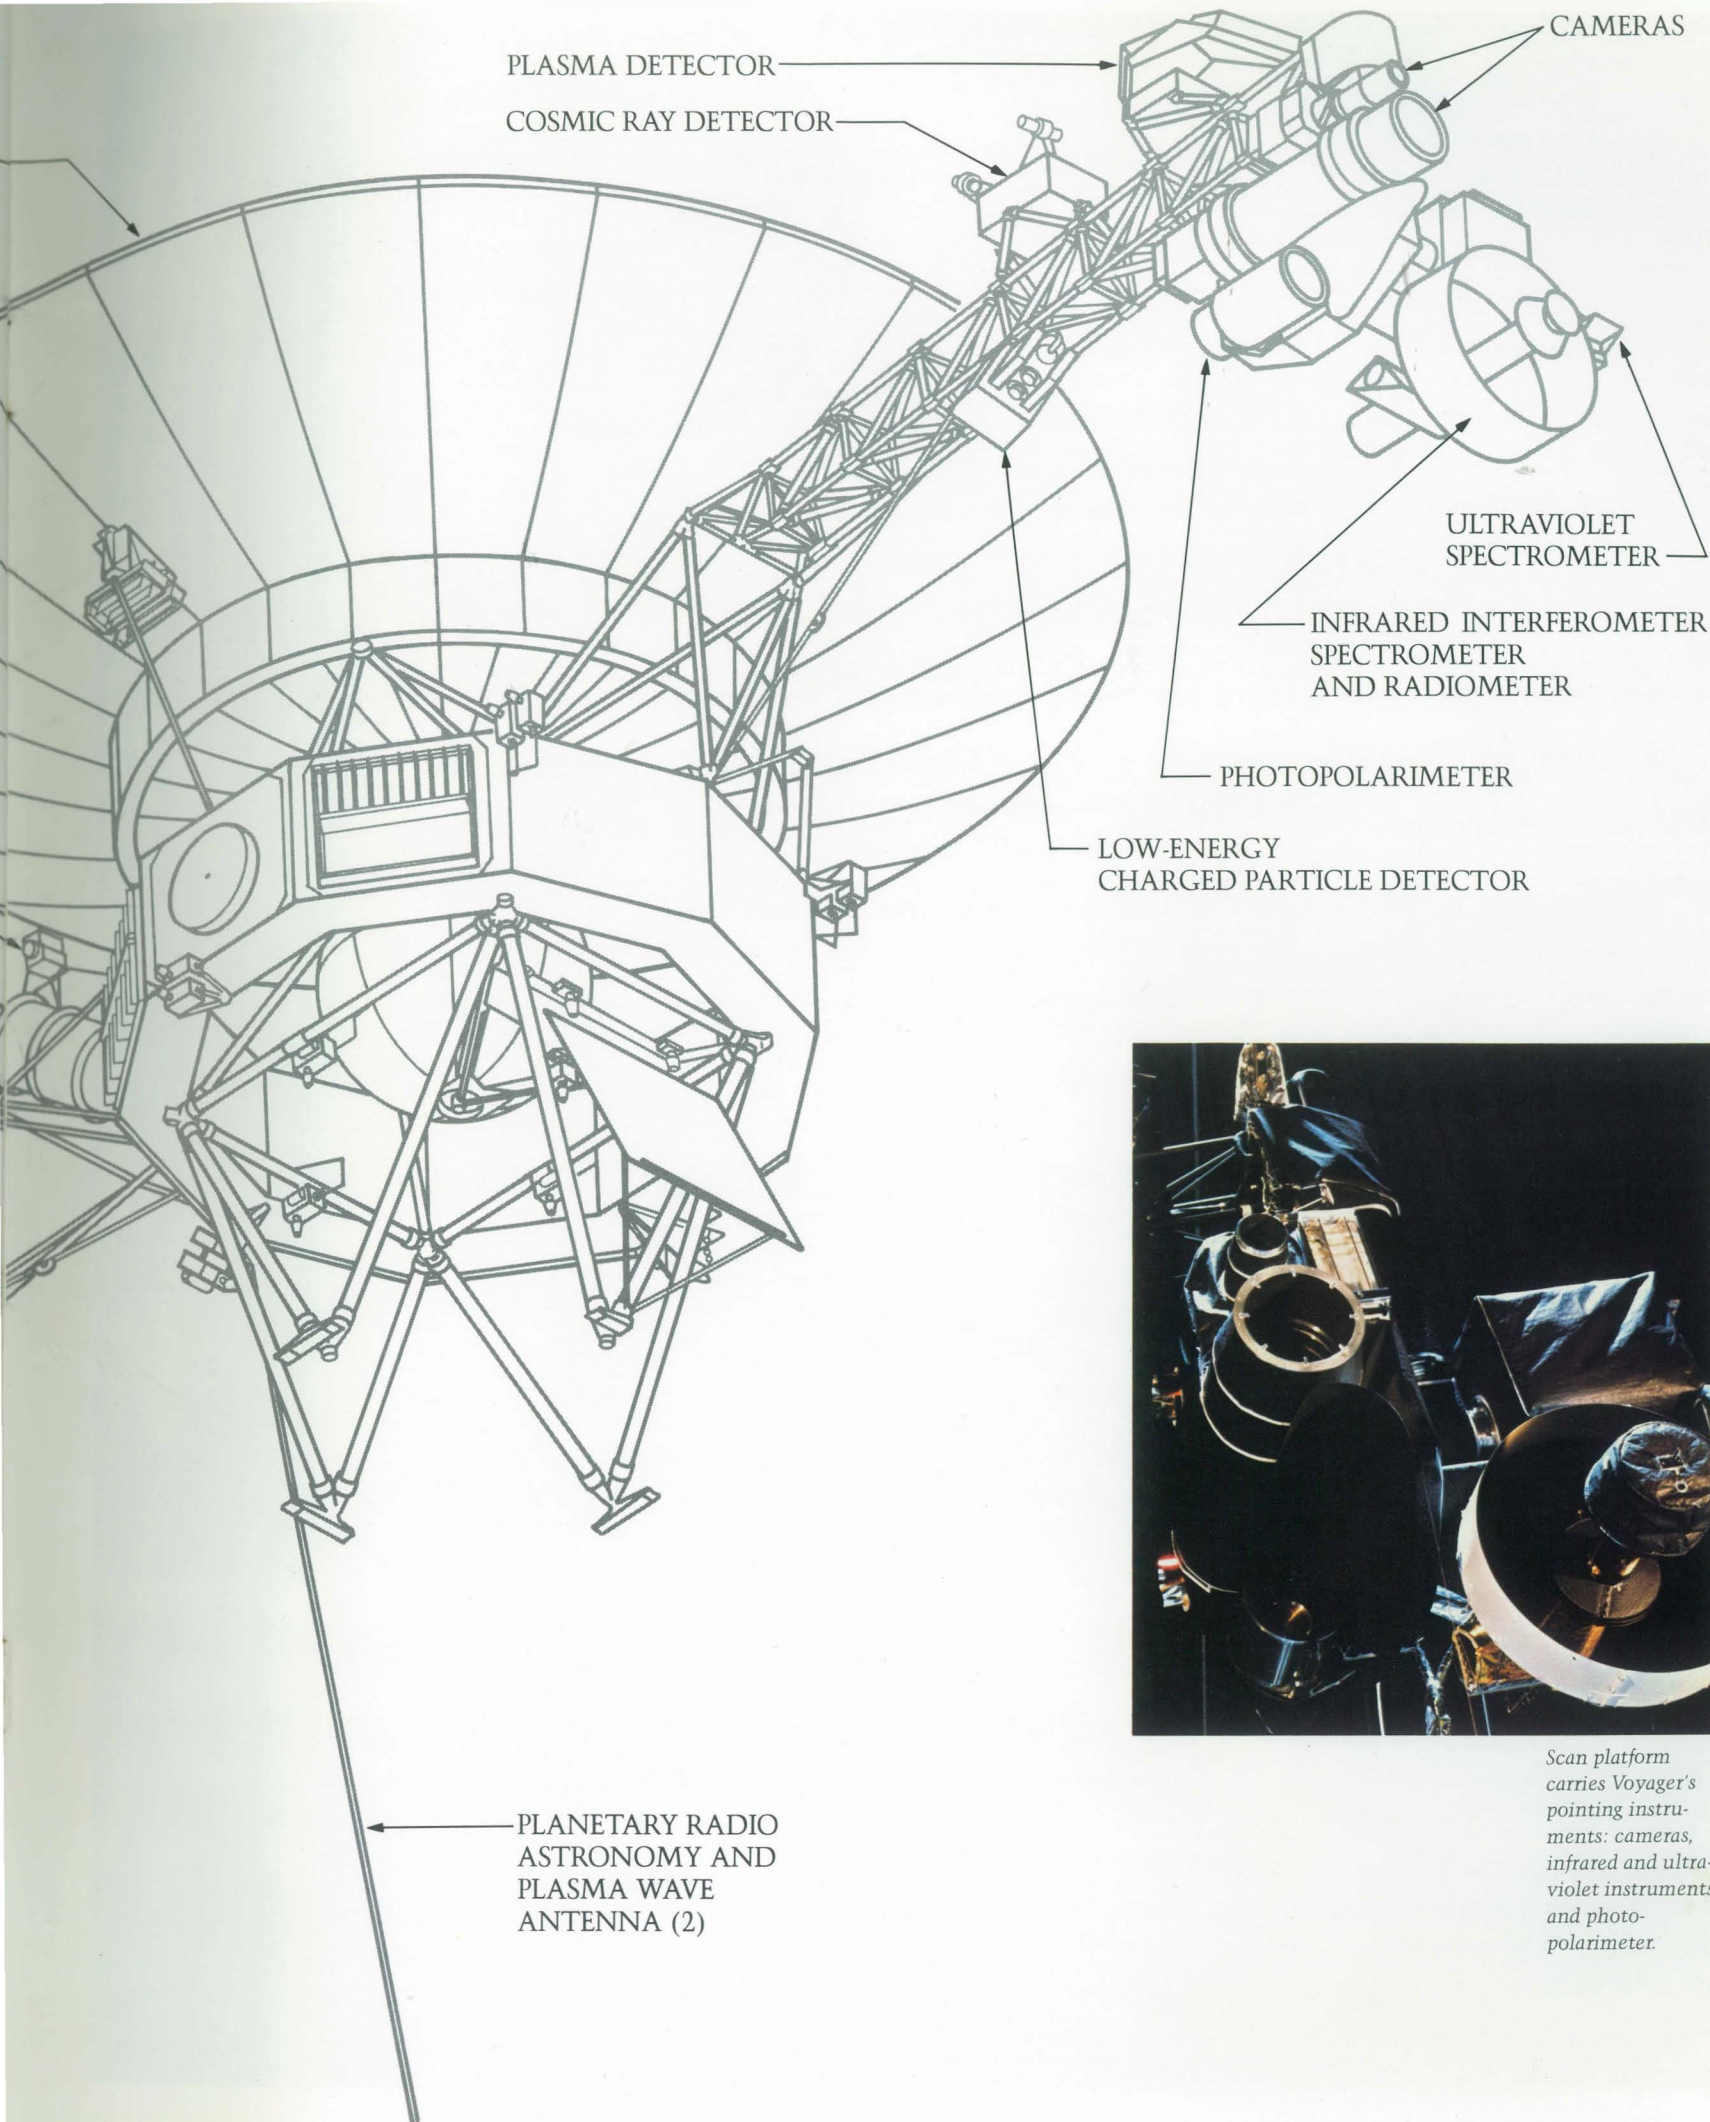 CAMERAS
PLASMA DETECTOR
COSMIC RAY DETECTOR
ULTRAVIOLET
SPECTROMETER
INFRARED INTERFEROMETER
SPECTROMETER
AND RADIOMETER
PHOTOPOLARIMETER
LOW-ENERGY
CHARGED PARTICLE DETECTOR
Scan platform
carries Voyager's
pointing instru-
ments: cameras,
infrared and ultra-
violet instruments
and photo-
polarimeter.
PLANETARY RADIO
ASTRONOMY AND
PLASMA WAVE
ANTENNA (2)